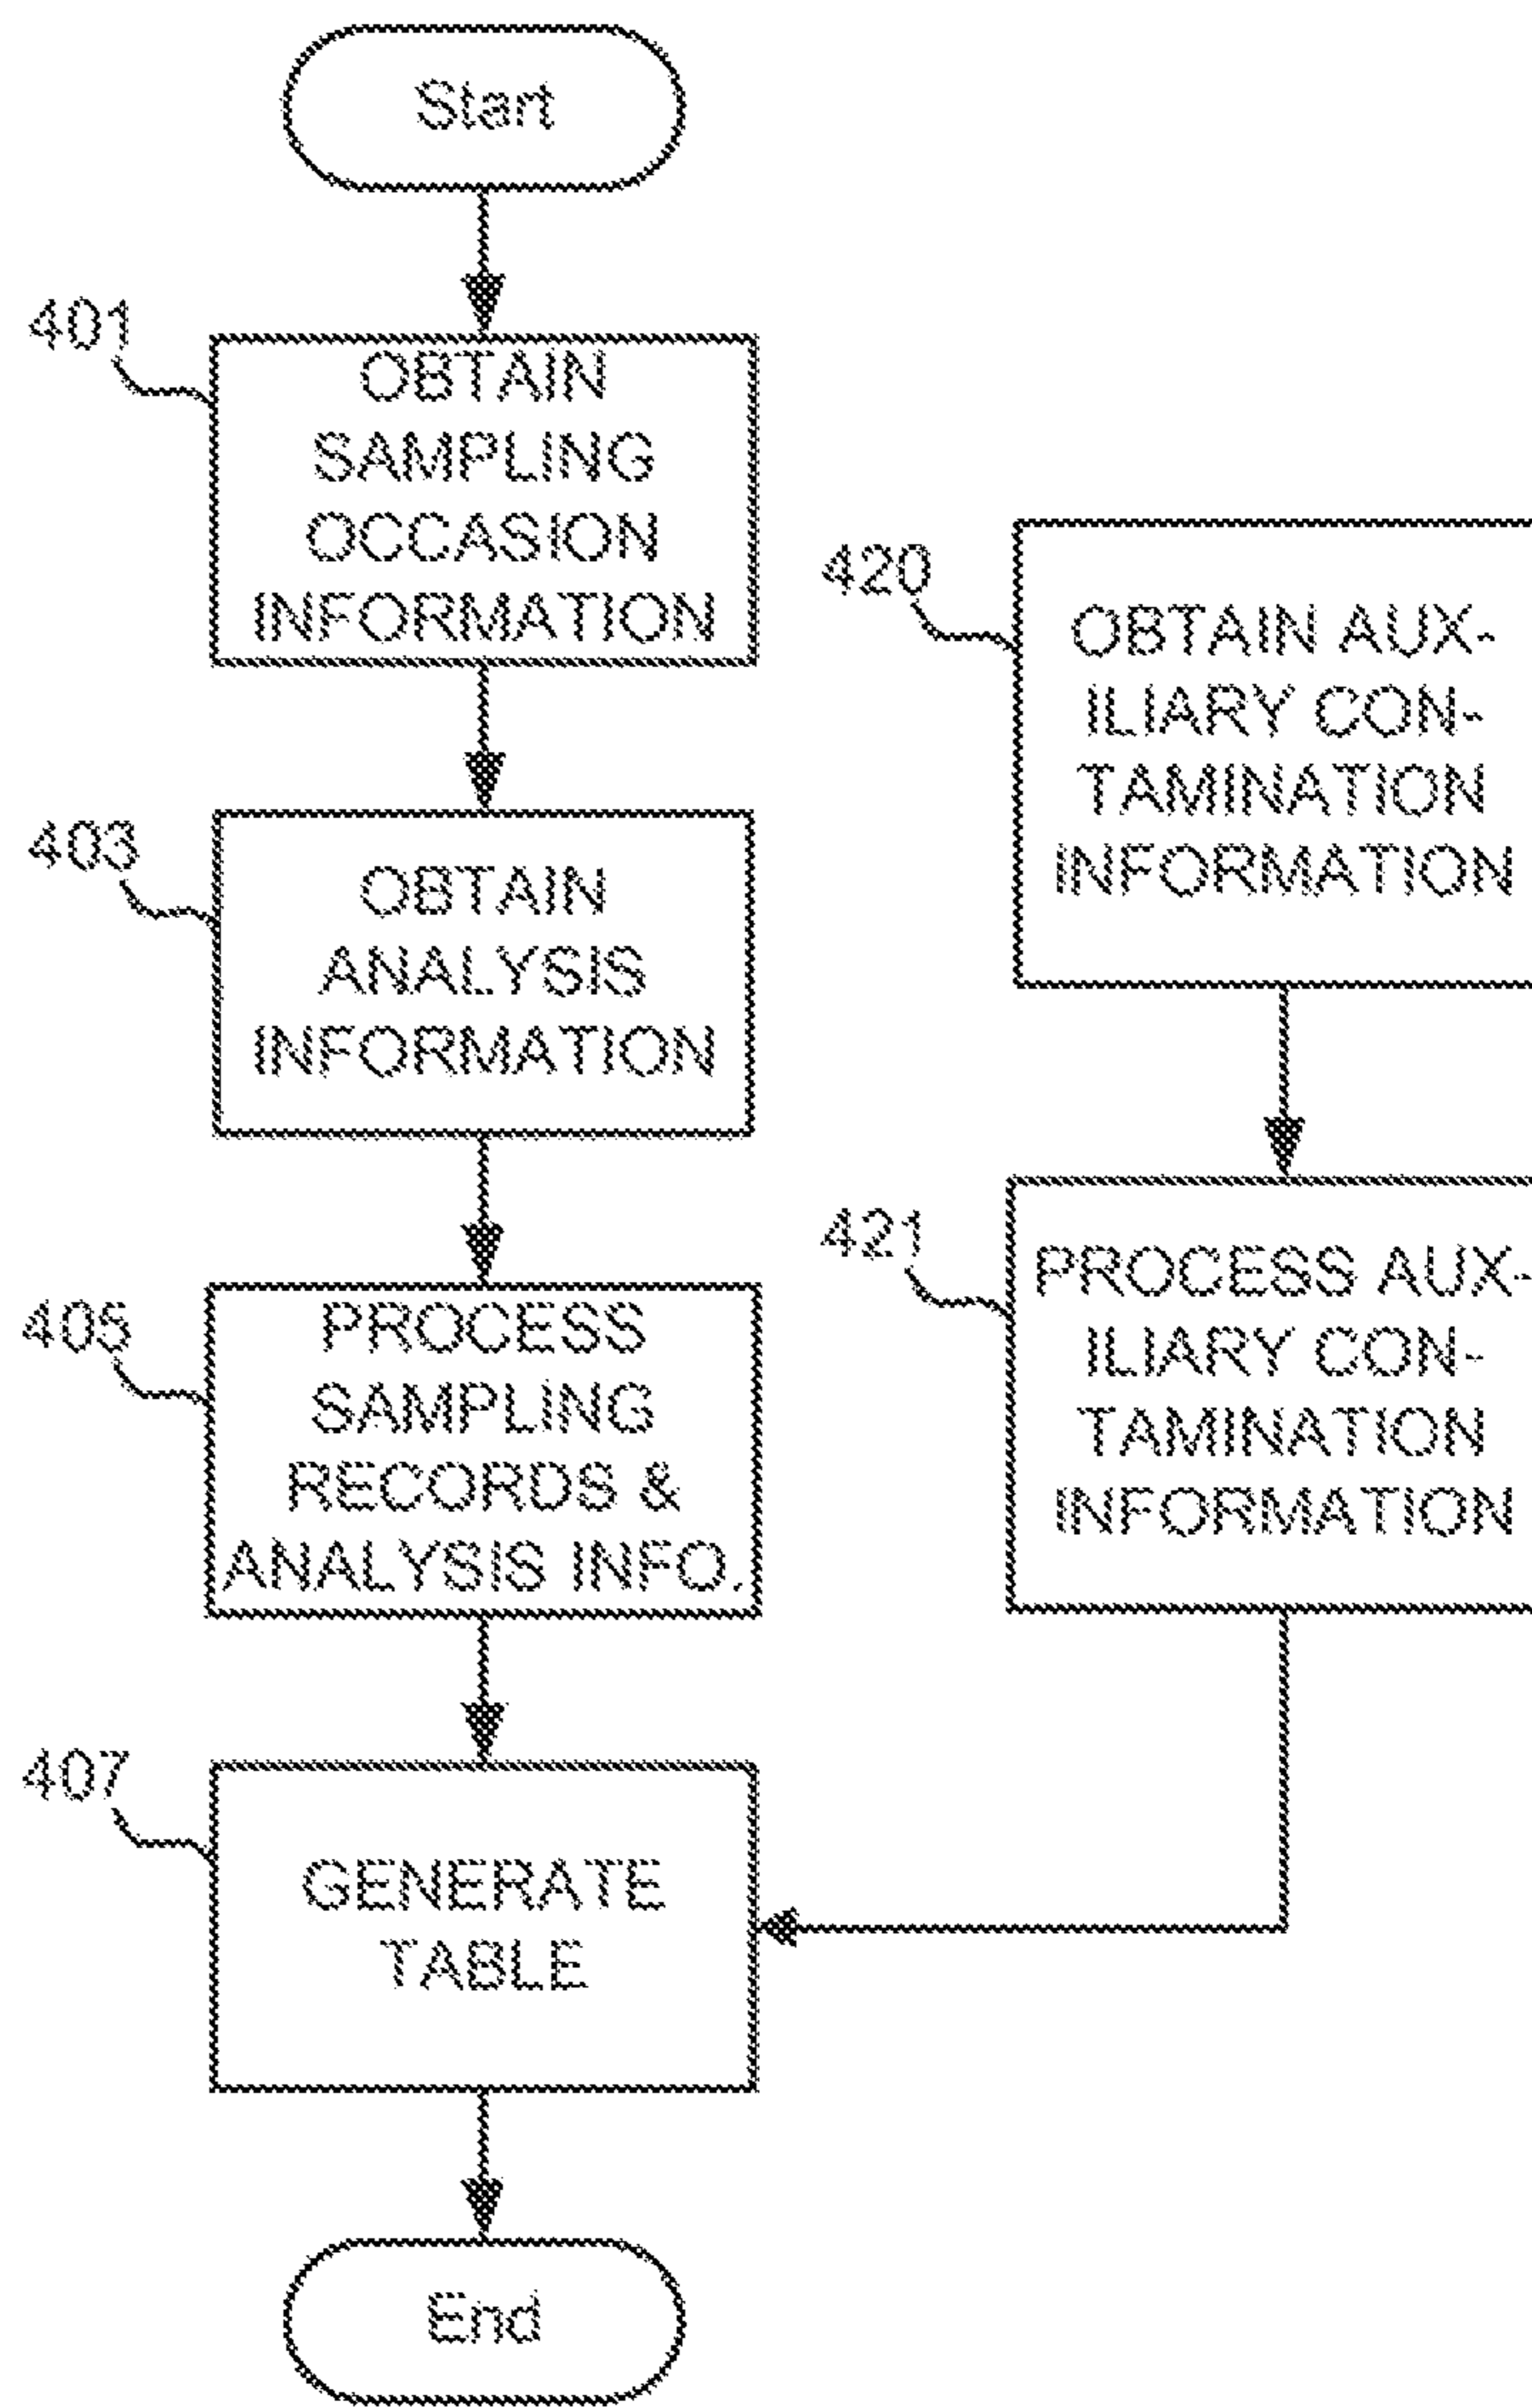 Start
401
OBTAIN
SAMPLING
OCCASION
INFORMATION
403
OBTAIN
ANALYSIS
INFORMATION
405
PROCESS
SAMPLING
RECORDS &
ANALYSIS INFO.
407
GENERATE
TABLE
End
420
OBTAIN AUX-
ILIARY CON-
TAMINATION
INFORMATION
421
PROCESS AUX-
ILIARY CON-
TAMINATION
INFORMATION